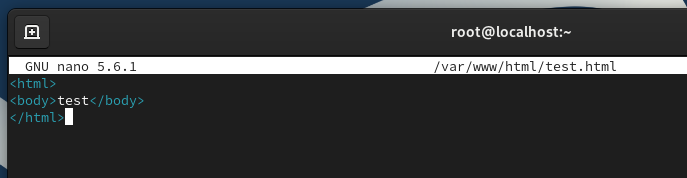 root@localhost:~
GNU nano 5.6.1 /var/www/html/test.html
<html>
<body>test</body>
</html>